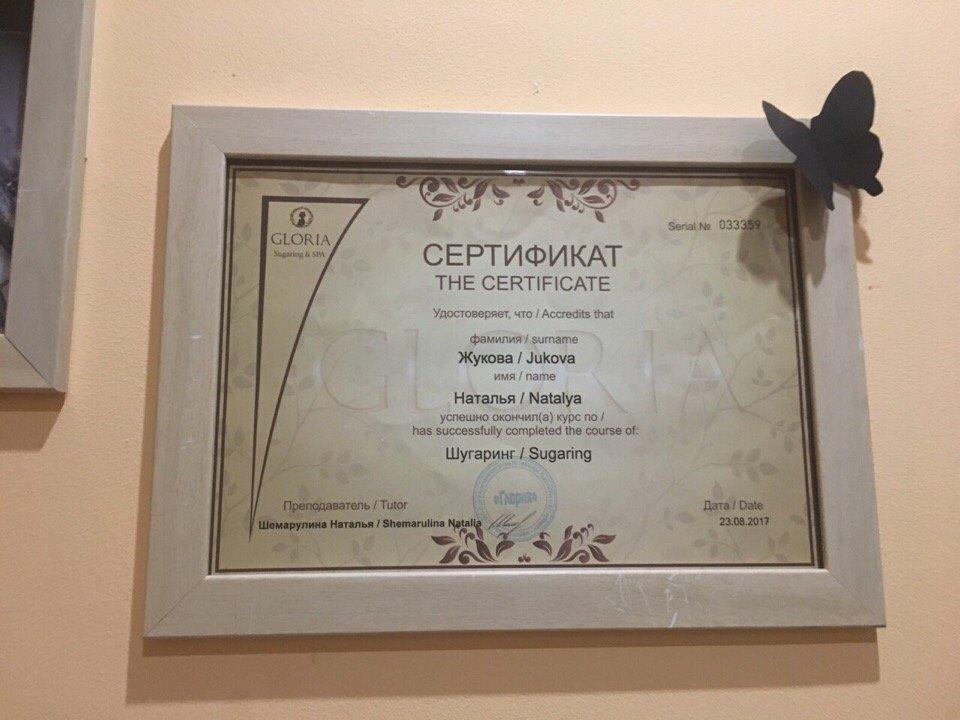 GLORIA
Sugaring & SPA
Serial № 033359
СЕРТИФИКАТ
THE CERTIFICATE
Удостоверяет, что / Accredits that
фамилия / surname
Жукова / Jukova
имя / name
Наталья / Natalya
успешно окончил(а) курс по /
has successfully completed the course of:
Шугаринг / Sugaring
GLORIA
«Глория»
Преподаватель / Tutor
Шемарулина Наталья / Shemarulina Natalia
Дата / Date
23.08.2017